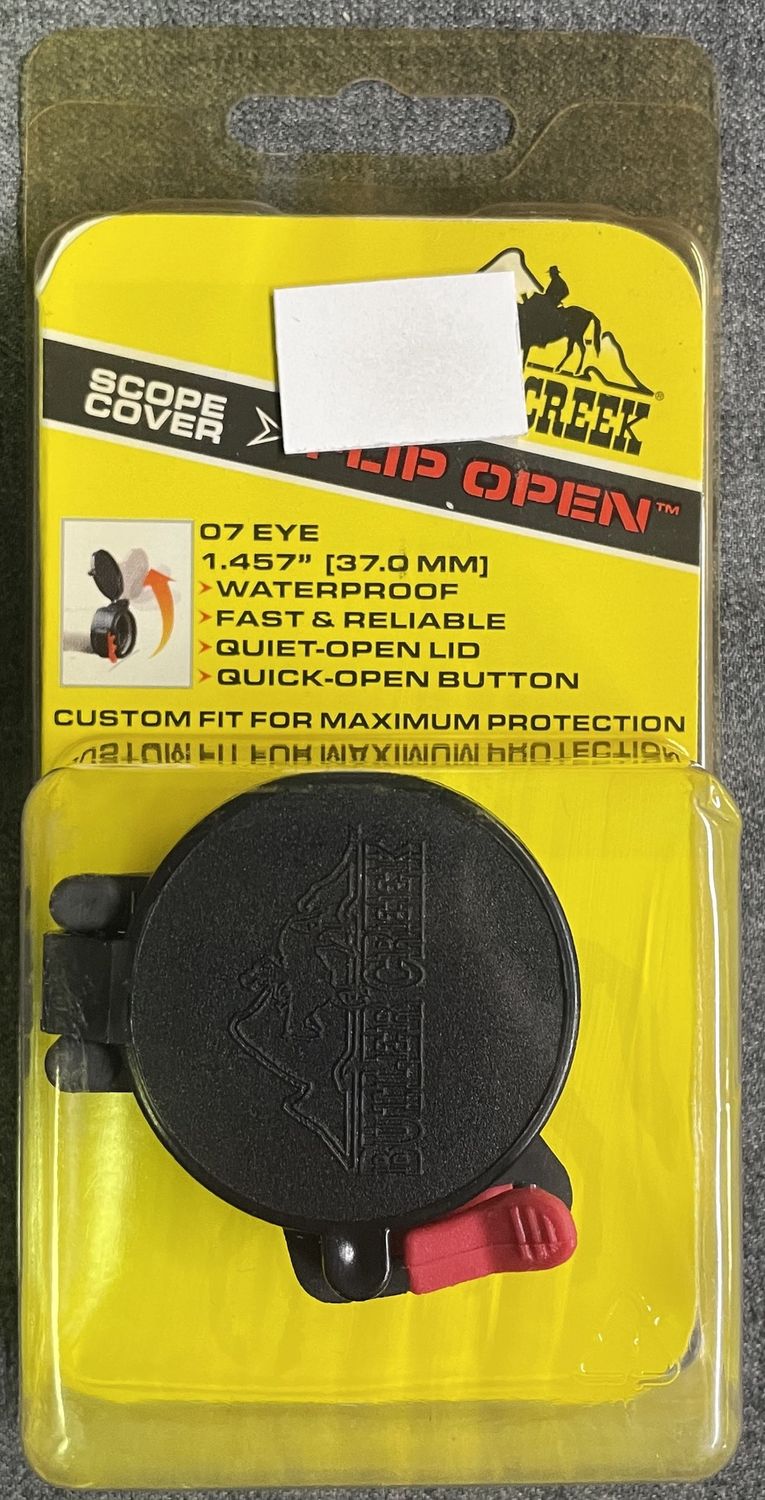 CREEK®
SCOPE
COVER
FLIP OPEN™
07 EYE
1.457" [37.0 MM]
WATERPROOF
FAST & RELIABLE
QUIET-OPEN LID
QUICK-OPEN BUTTON
CUSTOM FIT FOR MAXIMUM PROTECTION
BUTLER CREEK